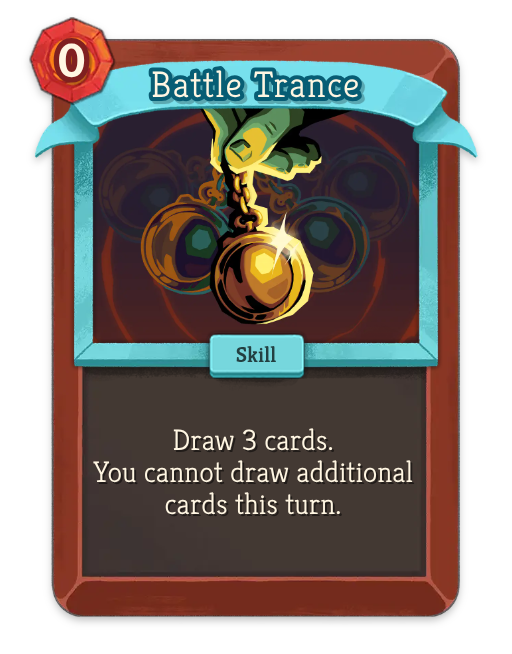 0
Battle Trance
Skill
Draw 3 cards.
You cannot draw additional
cards this turn.